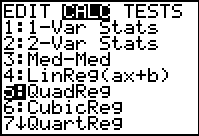 EDIT CALC TESTS
1:1-Var Stats
2:2-Var Stats
3:Med-Med
4:LinReg(ax+b)
5:QuadReg
6:CubicReg
7↓QuartReg